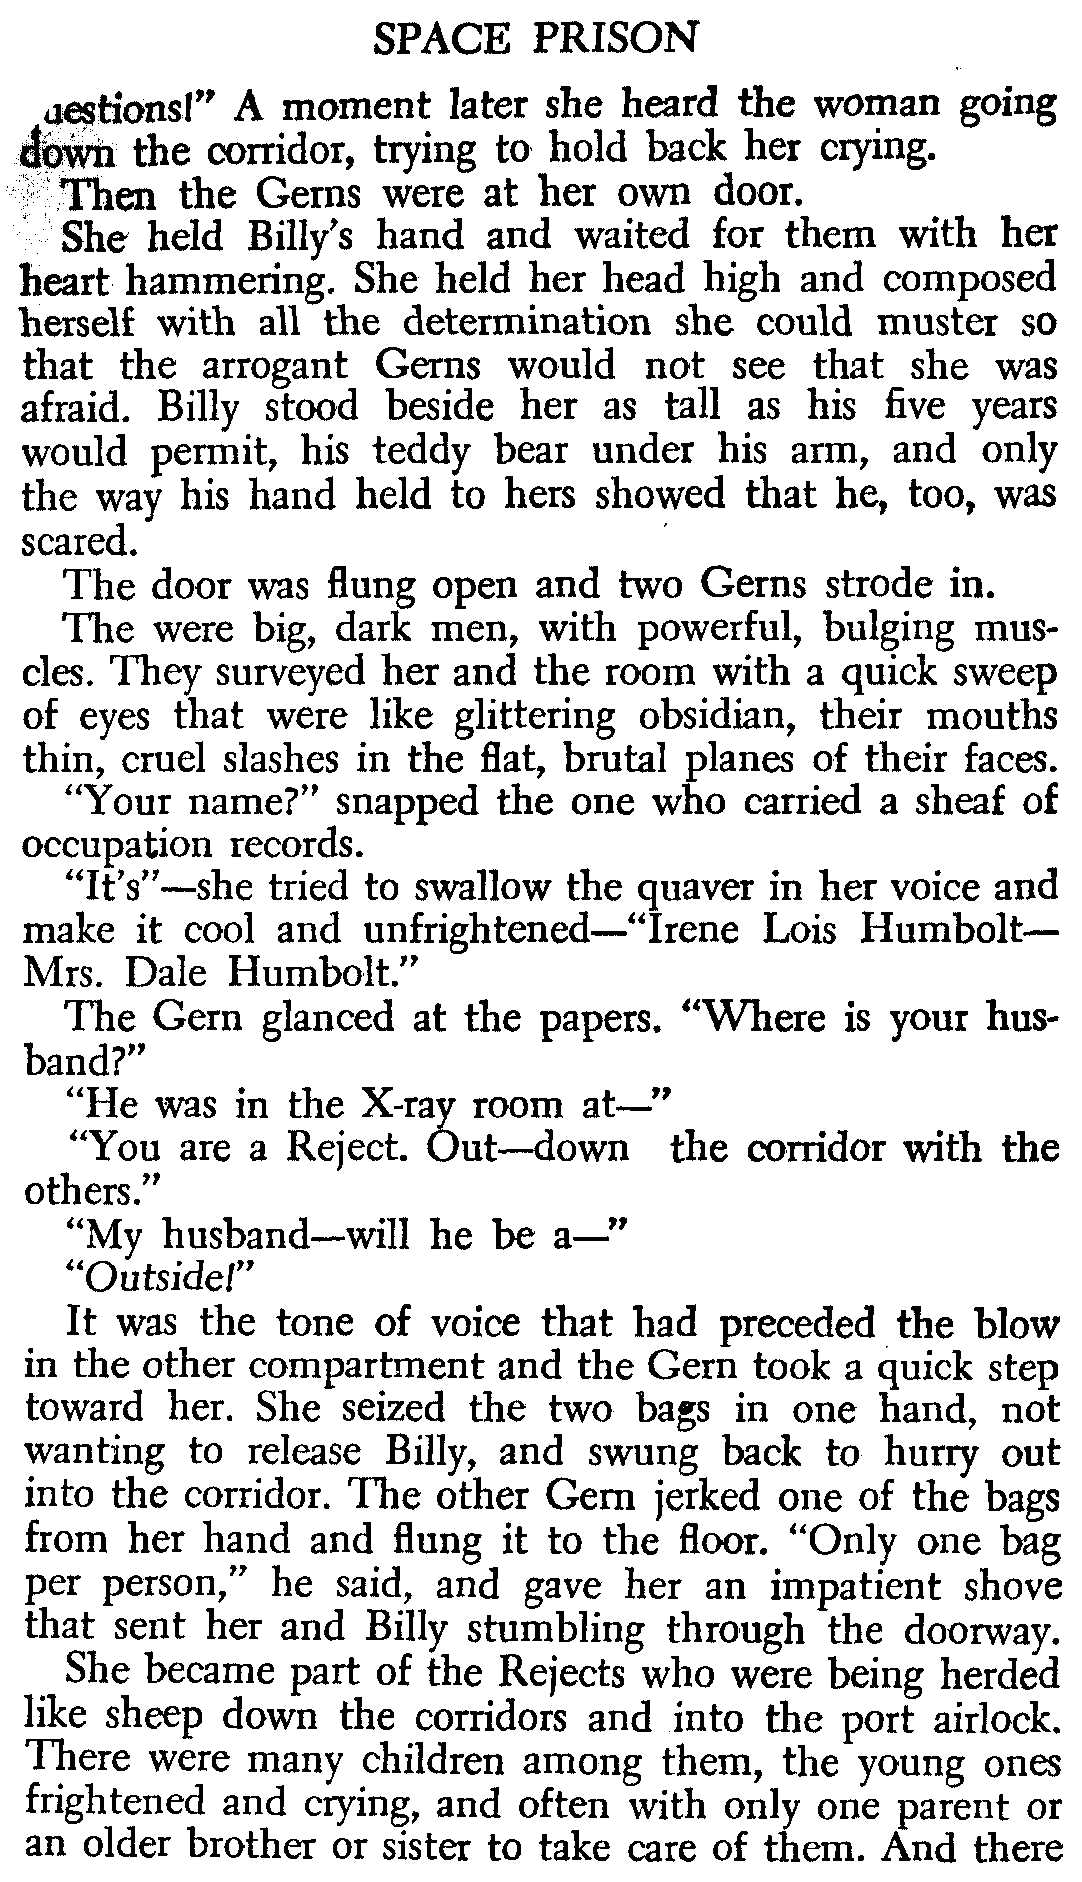 SPACE PRISON
uestions!” A moment later she heard the woman going
down the corridor, trying to hold back her crying.
Then the Gerns were at her own door.
She held Billy’s hand and waited for them with her
heart hammering. She held her head high and composed
herself with all the determination she could muster so
that the arrogant Gerns would not see that she was
afraid. Billy stood beside her as tall as his five years
would permit, his teddy bear under his arm, and only
the way his hand held to hers showed that he, too, was
scared.
The door was flung open and two Gerns strode in.
The were big, dark men, with powerful, bulging mus-
cles. They surveyed her and the room with a quick sweep
of eyes that were like glittering obsidian, their mouths
thin, cruel slashes in the flat, brutal planes of their faces.
“Your name?” snapped the one who carried a sheaf of
occupation records.
“It’s”—she tried to swallow the quaver in her voice and
make it cool and unfrightened—“Irene Lois Humbolt—
Mrs. Dale Humbolt.”
The Gern glanced at the papers. “Where is your hus-
band?”
“He was in the X-ray room at—”
“You are a Reject. Out—down the corridor with the
others.”
“My husband—will he be a—”
“Outside!”
It was the tone of voice that had preceded the blow
in the other compartment and the Gern took a quick step
toward her. She seized the two bags in one hand, not
wanting to release Billy, and swung back to hurry out
into the corridor. The other Gern jerked one of the bags
from her hand and flung it to the floor. “Only one bag
per person,” he said, and gave her an impatient shove
that sent her and Billy stumbling through the doorway.
She became part of the Rejects who were being herded
like sheep down the corridors and into the port airlock.
There were many children among them, the young ones
frightened and crying, and often with only one parent or
an older brother or sister to take care of them. And there